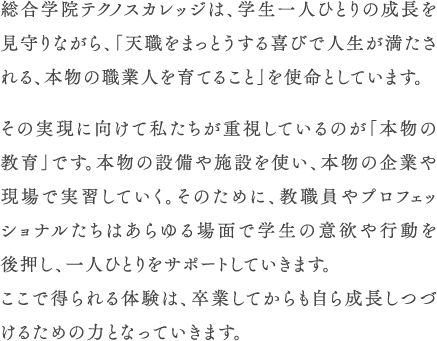 総合学院テクノスカレッジは、学生一人ひとりの成長を
見守りながら、「天職をまっとうする喜びで人生が満たさ
れる、本物の職業人を育てること」を使命としています。
その実現に向けて私たちが重視しているのが「本物の
教育」です。本物の設備や施設を使い、本物の企業や
現場で実習していく。そのために、教職員やプロフェッ
ショナルたちはあらゆる場面で学生の意欲や行動を
後押し、一人ひとりをサポートしていきます。
ここで得られる体験は、卒業してからも自ら成長しつづ
けるための力となっていきます。